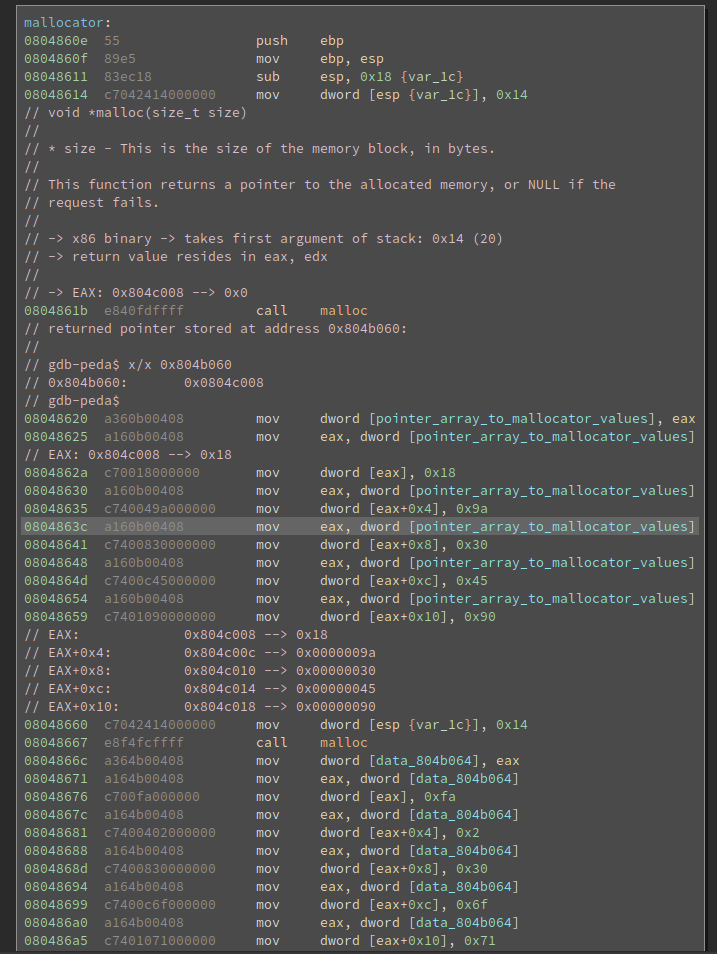 mallocator:
0804860e  55                 push    ebp
0804860f  89e5               mov     ebp, esp
08048611  83ec18             sub     esp, 0x18 {var_1c}
08048614  c7042414000000     mov     dword [esp {var_1c}], 0x14
// void *malloc(size_t size)
//
// * size - This is the size of the memory block, in bytes.
//
// This function returns a pointer to the allocated memory, or NULL if the
// request fails.
//
// -> x86 binary -> takes first argument of stack: 0x14 (20)
// -> return value resides in eax, edx
//
// -> EAX: 0x804c008 --> 0x0
0804861b  e840fdffff         call    malloc
// returned pointer stored at address 0x804b060:
//
// gdb-peda$ x/x 0x804b060
// 0x804b060:       0x0804c008
// gdb-peda$
08048620  a360b00408         mov     dword [pointer_array_to_mallocator_values], eax
08048625  a160b00408         mov     eax, dword [pointer_array_to_mallocator_values]
// EAX: 0x804c008 --> 0x18
0804862a  c70018000000       mov     dword [eax], 0x18
08048630  a160b00408         mov     eax, dword [pointer_array_to_mallocator_values]
08048635  c740049a000000     mov     dword [eax+0x4], 0x9a
0804863c  a160b00408         mov     eax, dword [pointer_array_to_mallocator_values]
08048641  c7400830000000     mov     dword [eax+0x8], 0x30
08048648  a160b00408         mov     eax, dword [pointer_array_to_mallocator_values]
0804864d  c7400c45000000     mov     dword [eax+0xc], 0x45
08048654  a160b00408         mov     eax, dword [pointer_array_to_mallocator_values]
08048659  c7401090000000     mov     dword [eax+0x10], 0x90
// EAX:             0x804c008 --> 0x18
// EAX+0x4:         0x804c00c --> 0x0000009a
// EAX+0x8:         0x804c010 --> 0x00000030
// EAX+0xc:         0x804c014 --> 0x00000045
// EAX+0x10:        0x804c018 --> 0x00000090
08048660  c7042414000000     mov     dword [esp {var_1c}], 0x14
08048667  e8f4fcffff         call    malloc
0804866c  a364b00408         mov     dword [data_804b064], eax
08048671  a164b00408         mov     eax, dword [data_804b064]
08048676  c700fa000000       mov     dword [eax], 0xfa
0804867c  a164b00408         mov     eax, dword [data_804b064]
08048681  c7400402000000     mov     dword [eax+0x4], 0x2
08048688  a164b00408         mov     eax, dword [data_804b064]
0804868d  c7400830000000     mov     dword [eax+0x8], 0x30
08048694  a164b00408         mov     eax, dword [data_804b064]
08048699  c7400c6f000000     mov     dword [eax+0xc], 0x6f
080486a0  a164b00408         mov     eax, dword [data_804b064]
080486a5  c7401071000000     mov     dword [eax+0x10], 0x71